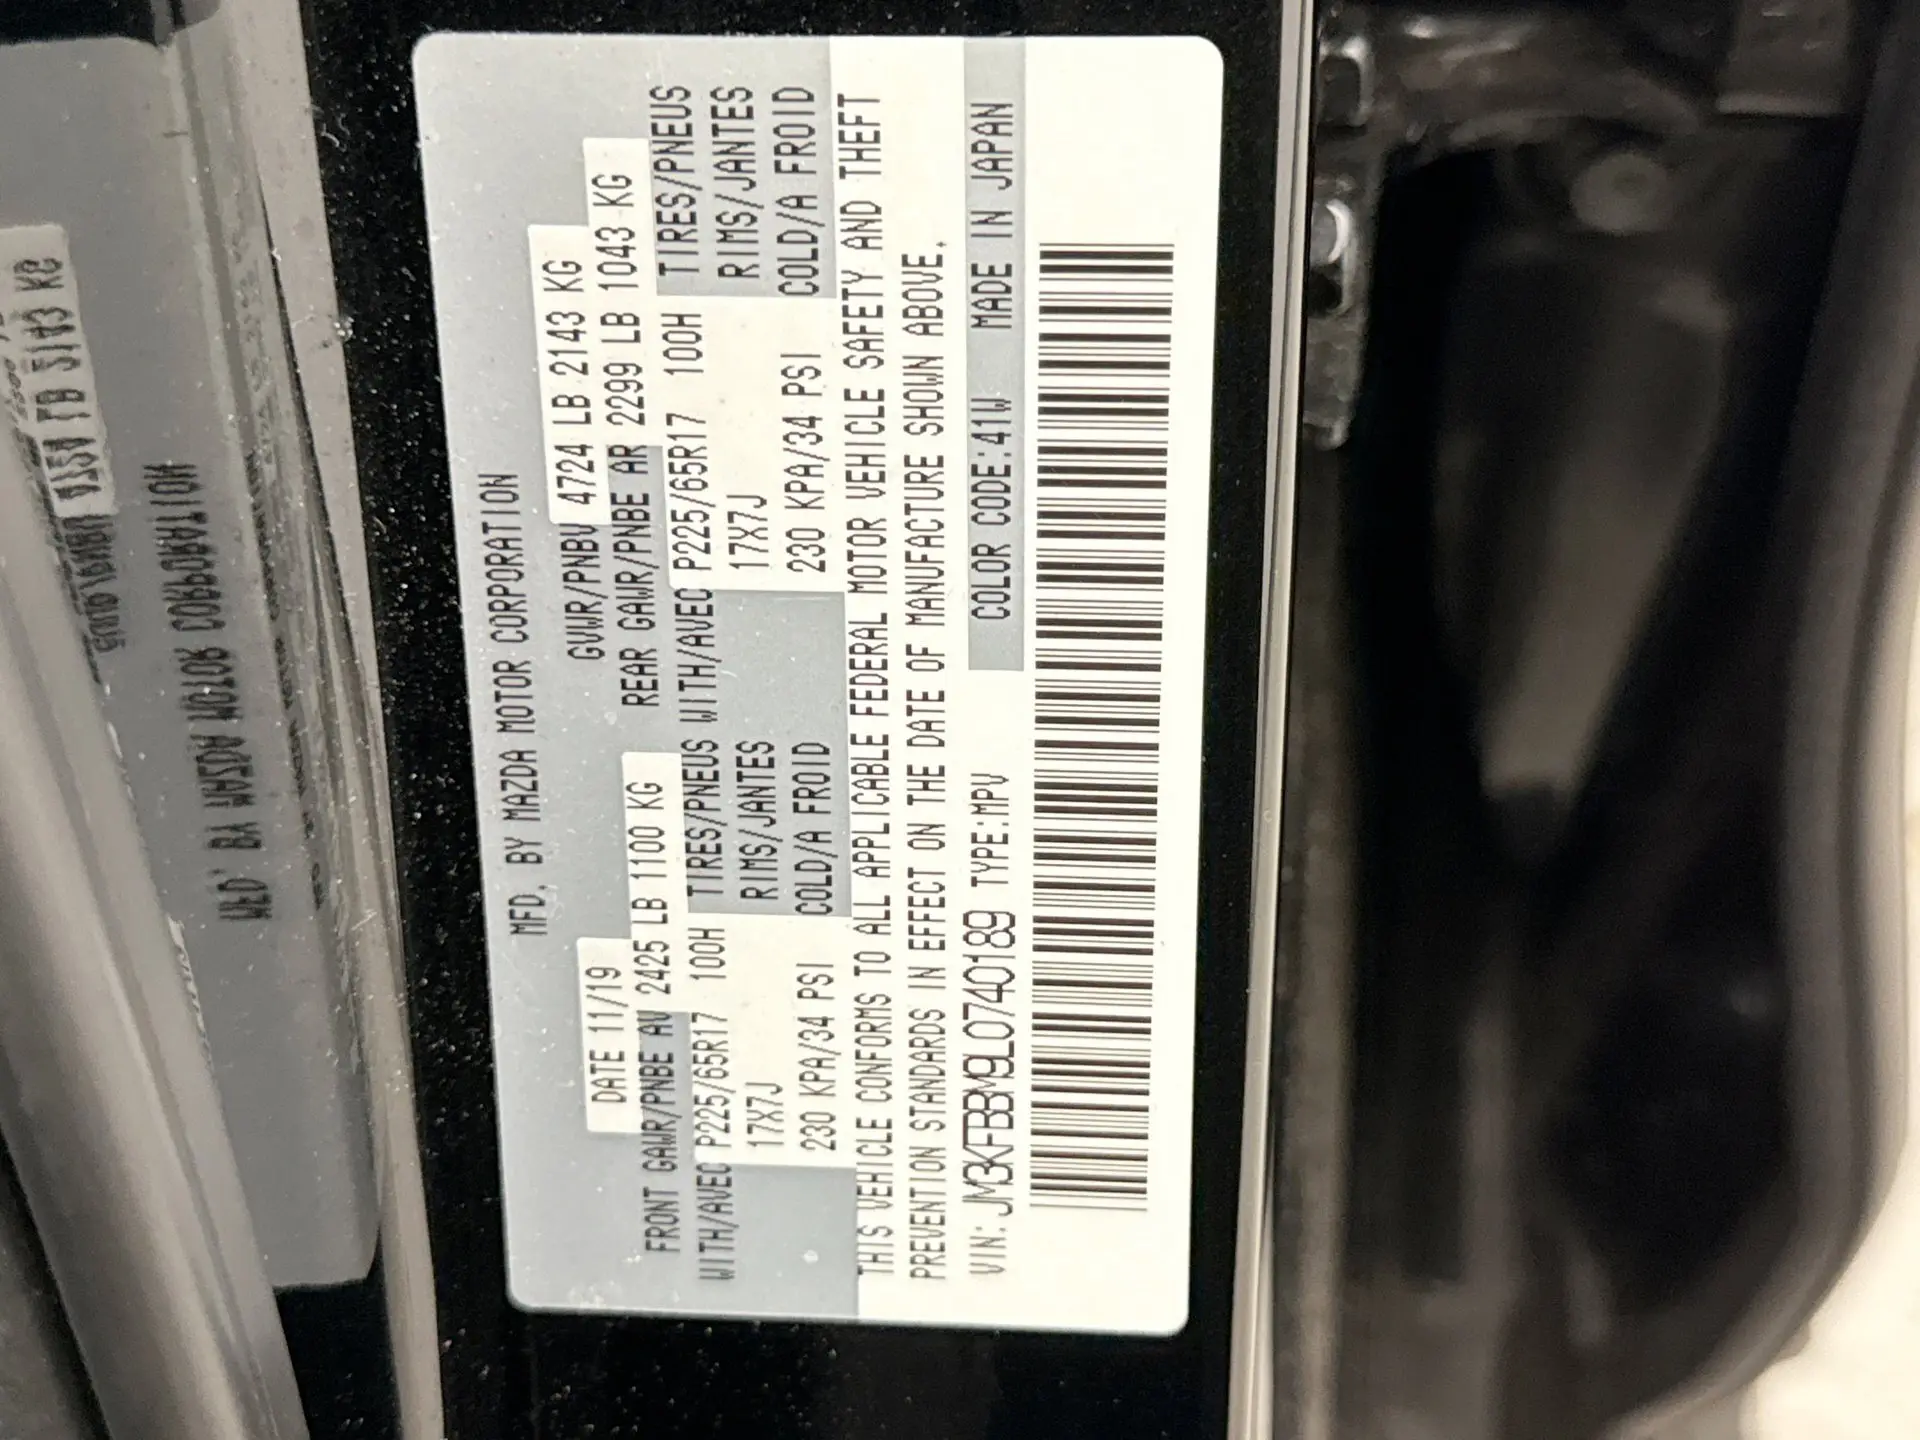 MFD. BY MAZDA MOTOR CORPORATION
DATE 11/19 GVWR/PNBV 4724 LB 2143 KG
FRONT GAWR/PNBE AV 2425 LB 1100 KG REAR GAWR/PNBE AR 2299 LB 1043 KG
WITH/AVEC P225/65R17 100H TIRES/PNEUS WITH/AVEC P225/65R17 100H TIRES/PNEUS
17X7J RIMS/JANTES 17X7J RIMS/JANTES
230 KPA/34 PSI COLD/A FROID 230 KPA/34 PSI COLD/A FROID
THIS VEHICLE CONFORMS TO ALL APPLICABLE FEDERAL MOTOR VEHICLE SAFETY AND THEFT
PREVENTION STANDARDS IN EFFECT ON THE DATE OF MANUFACTURE SHOWN ABOVE.
VIN: JM3KFBBM9L0740189 TYPE:MPV COLOR CODE:41W MADE IN JAPAN